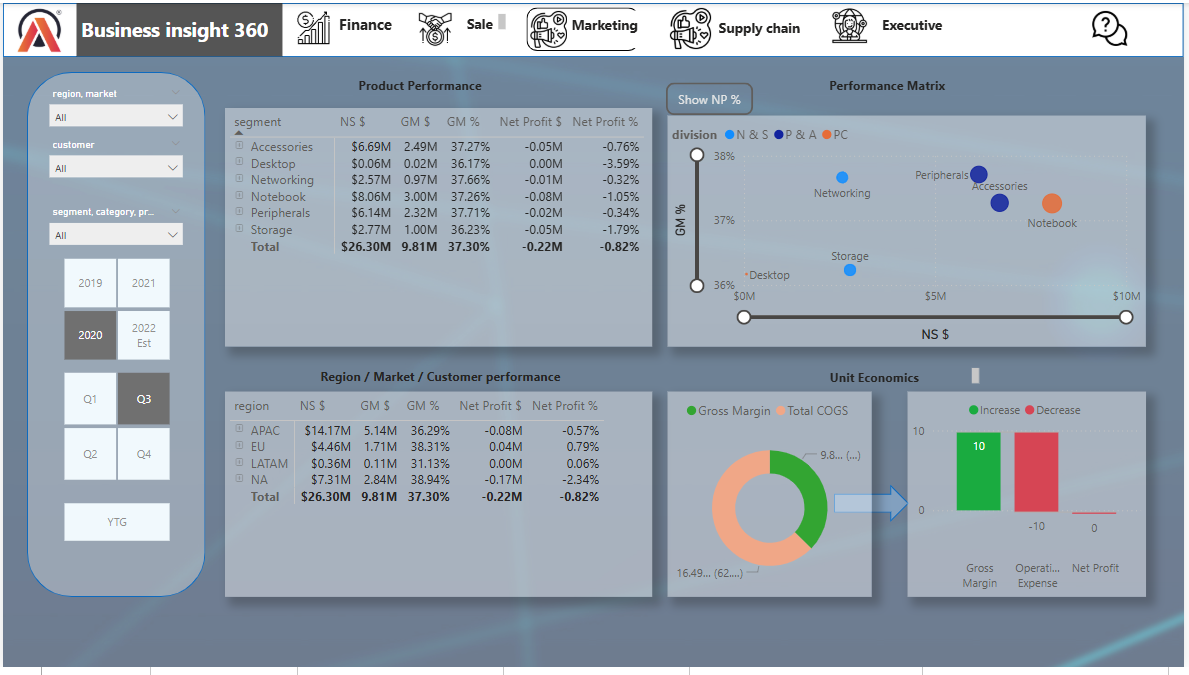 Business insight 360
Finance
Sale
Marketing
Supply chain
Executive
region, market
All
customer
All
segment, category, pr...
All
2019 2021
2020 2022 Est
Q1 Q3
Q2 Q4
YTG
Product Performance
segment NS $ GM $ GM % Net Profit $ Net Profit %
Accessories $6.69M 2.49M 37.27% -0.05M -0.76%
Desktop $0.06M 0.02M 36.17% 0.00M -3.59%
Networking $2.57M 0.97M 37.66% -0.01M -0.32%
Notebook $8.06M 3.00M 37.26% -0.08M -1.05%
Peripherals $6.14M 2.32M 37.71% -0.02M -0.34%
Storage $2.77M 1.00M 36.23% -0.05M -1.79%
Total $26.30M 9.81M 37.30% -0.22M -0.82%
Show NP %
Performance Matrix
division N & S P & A PC
38%
37%
36%
GM %
Peripherals
Accessories
Networking
Notebook
Storage
Desktop
$0M $5M $10M
NS $
Region / Market / Customer performance
region NS $ GM $ GM % Net Profit $ Net Profit %
APAC $14.17M 5.14M 36.29% -0.08M -0.57%
EU $4.46M 1.71M 38.31% 0.04M 0.79%
LATAM $0.36M 0.11M 31.13% 0.00M 0.06%
NA $7.31M 2.84M 38.94% -0.17M -2.34%
Total $26.30M 9.81M 37.30% -0.22M -0.82%
Unit Economics
Gross Margin Total COGS
9.8... (...)
16.49... (62....)
Increase Decrease
10
0
10
-10
0
Gross Margin
Operati... Expense
Net Profit